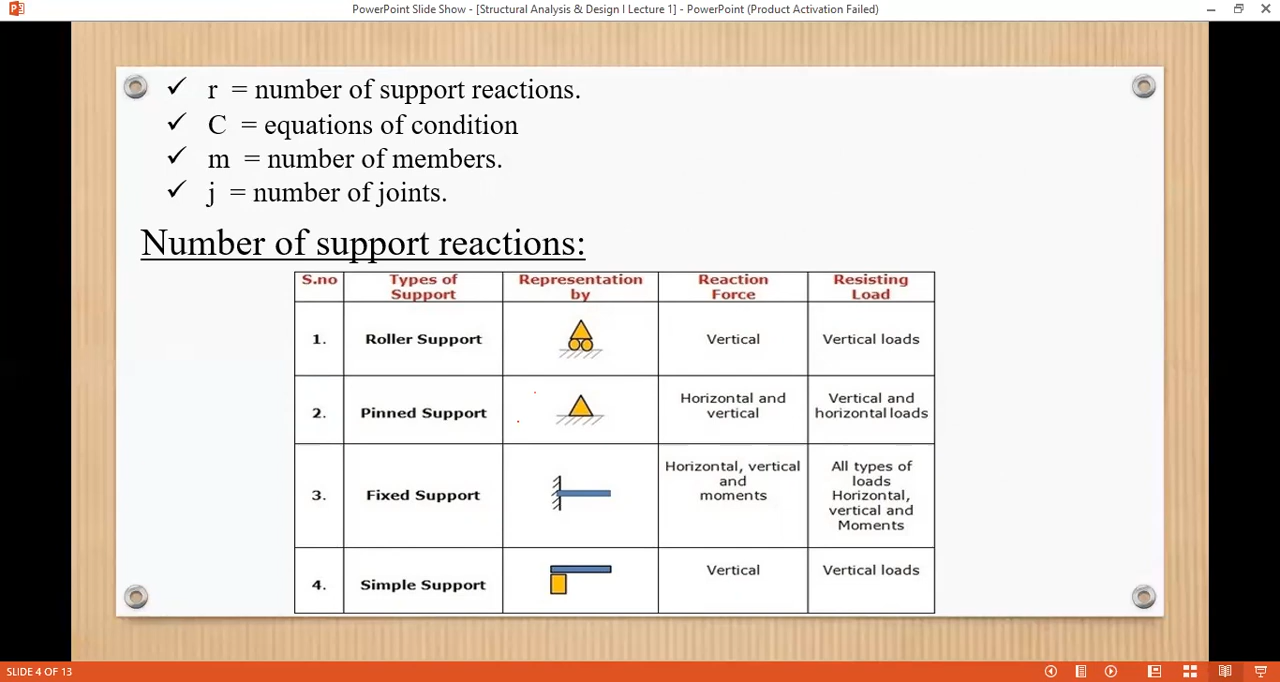 PowerPoint Slide Show - [Structural Analysis & Design I Lecture 1] - PowerPoint (Product Activation Failed)
✓ r = number of support reactions.
✓ C = equations of condition
✓ m = number of members.
✓ j = number of joints.
Number of support reactions:
S.no Types of Support Representation by Reaction Force Resisting Load
1. Roller Support Vertical Vertical loads
2. Pinned Support Horizontal and vertical Vertical and horizontal loads
3. Fixed Support Horizontal, vertical and moments All types of loads Horizontal, vertical and Moments
4. Simple Support Vertical Vertical loads
SLIDE 4 OF 13